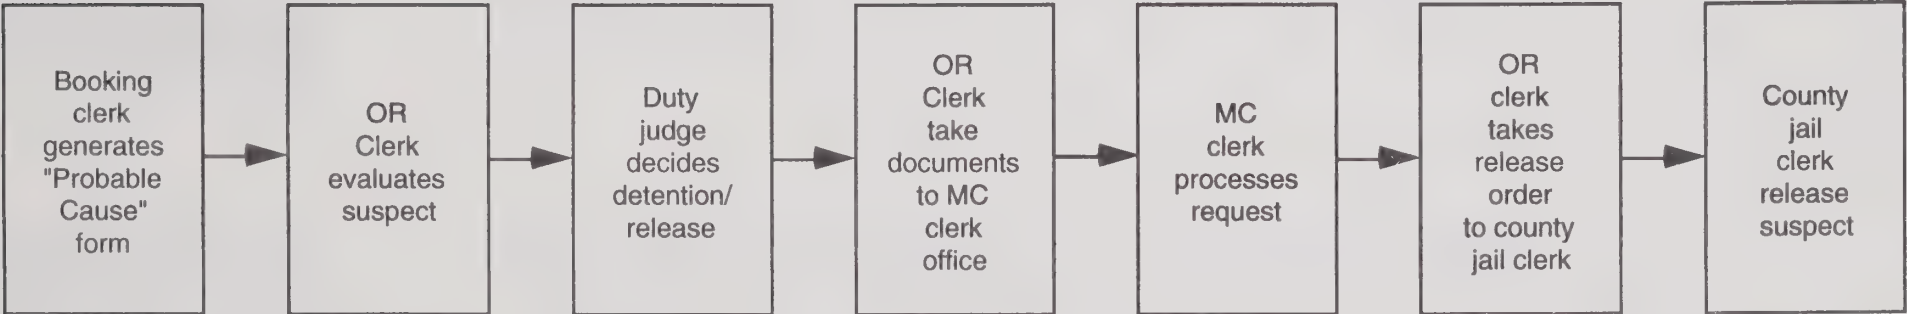 Booking
clerk
generates
"Probable
Cause"
form
OR
Clerk
evaluates
suspect
Duty
judge
decides
detention/
release
OR
Clerk
take
documents
to MC
clerk
office
MC
clerk
processes
request
OR
clerk
takes
release
order
to county
jail clerk
County
jail
clerk
release
suspect